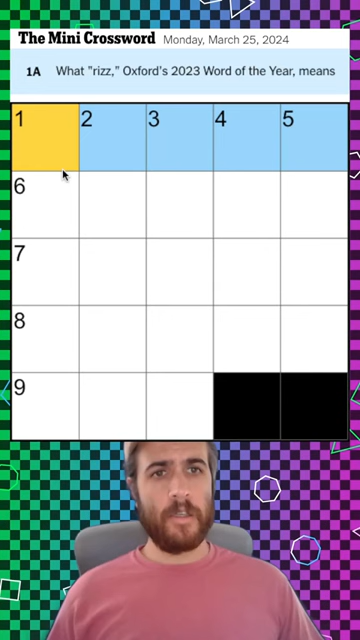 The Mini Crossword Monday, March 25, 2024
1A What "rizz," Oxford's 2023 Word of the Year, means
1 2 3 4 5
6
7
8
9